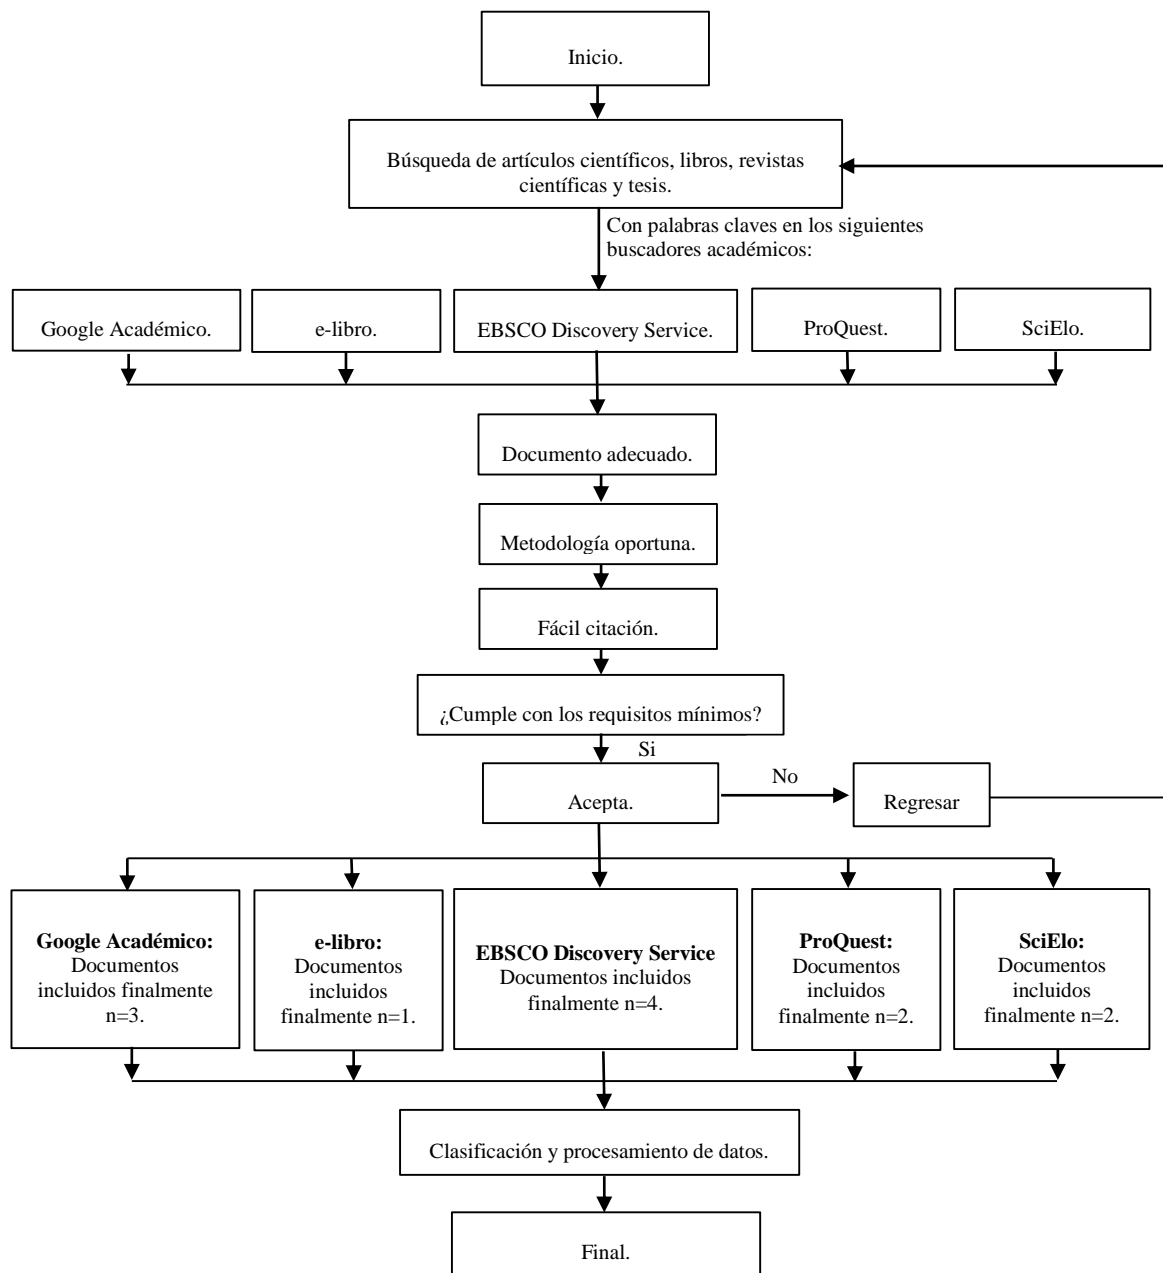 Inicio.
Búsqueda de artículos científicos, libros, revistas
científicas y tesis.
Con palabras claves en los siguientes
buscadores académicos:
Google Académico.
e-libro.
EBSCO Discovery Service.
ProQuest.
SciElo.
Documento adecuado.
Metodología oportuna.
Fácil citación.
¿Cumple con los requisitos mínimos?
Si
Acepta.
No
Regresar
Google Académico:
Documentos
incluidos finalmente
n=3.
e-libro:
Documentos
incluidos
finalmente n=1.
EBSCO Discovery Service
Documentos incluidos
finalmente n=4.
ProQuest:
Documentos
incluidos
finalmente n=2.
SciElo:
Documentos
incluidos
finalmente n=2.
Clasificación y procesamiento de datos.
Final.